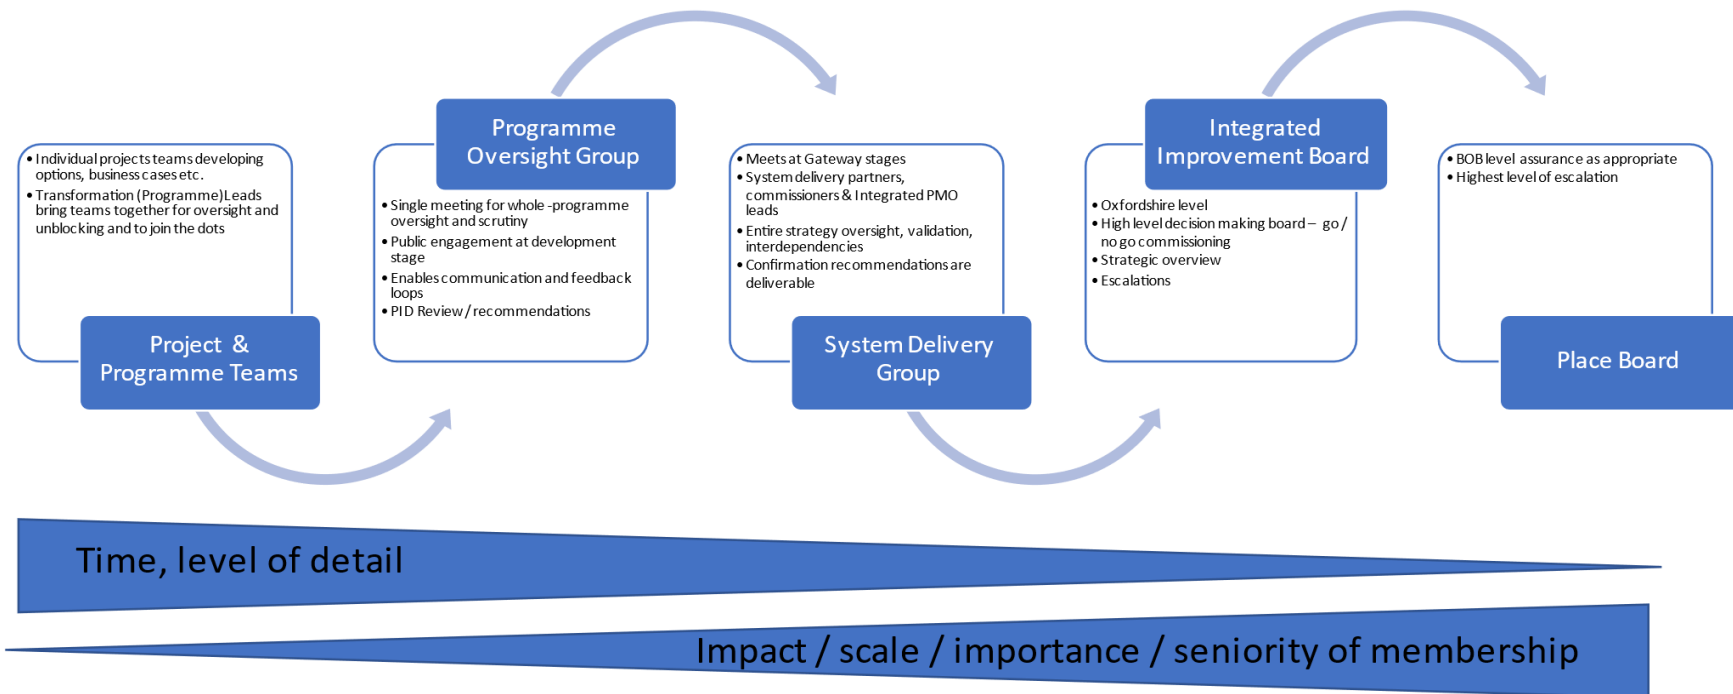 • Individual projects teams developing
options, business cases etc.
• Transformation (Programme)Leads
bring teams together for oversight and
unblocking and to join the dots
Project &
Programme Teams
Programme
Oversight Group
• Single meeting for whole -programme
oversight and scrutiny
• Public engagement at development
stage
• Enables communication and feedback
loops
• PID Review / recommendations
• Meets at Gateway stages
• System delivery partners,
commissioners & Integrated PMO
leads
• Entire strategy oversight, validation,
interdependencies
• Confirmation recommendations are
deliverable
System Delivery
Group
Integrated
Improvement Board
• Oxfordshire level
• High level decision making board – go /
no go commissioning
• Strategic overview
• Escalations
• BOB level assurance as appropriate
• Highest level of escalation
Place Board
Time, level of detail
Impact / scale / importance / seniority of membership